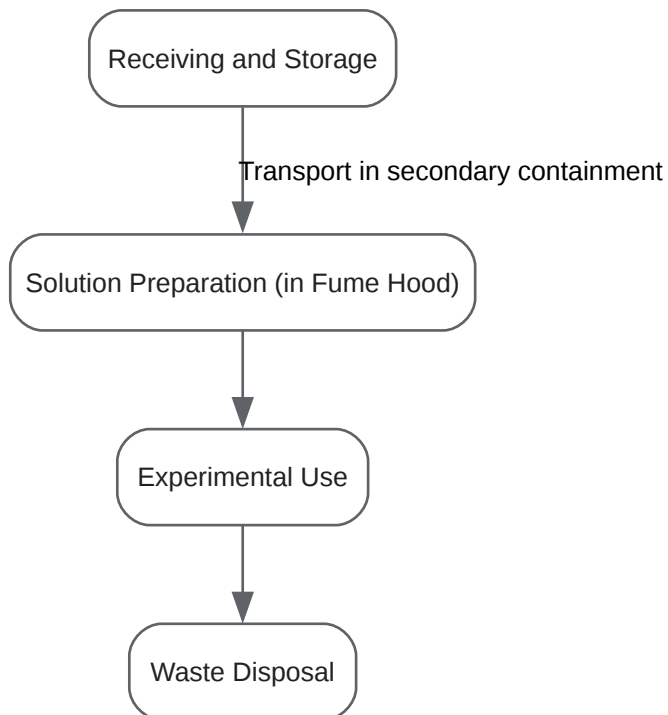 Receiving and Storage
Transport in secondary containment
Solution Preparation (in Fume Hood)
Experimental Use
Waste Disposal